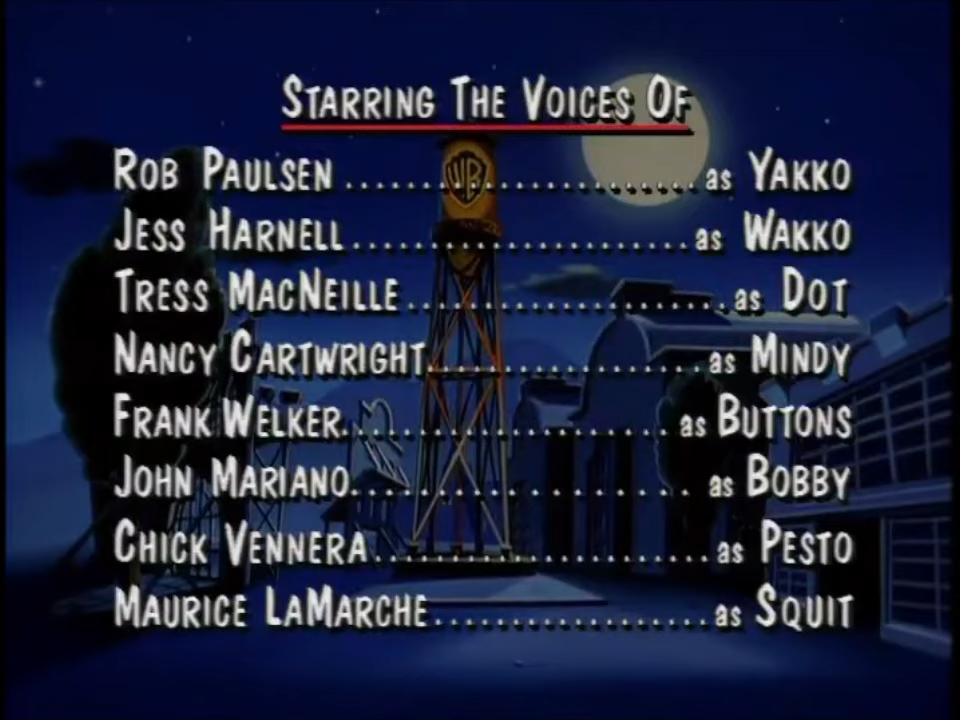 STARRING THE VOICES OF
ROB PAULSEN ........................ as YAKKO
JESS HARNELL ....................... as WAKKO
TRESS MACNEILLE ..................... as DOT
NANCY CARTWRIGHT ................... as MINDY
FRANK WELKER ...................... as BUTTONS
JOHN MARIANO ....................... as BOBBY
CHICK VENNERA ...................... as PESTO
MAURICE LAMARCHE ................... as SQUIT
WB